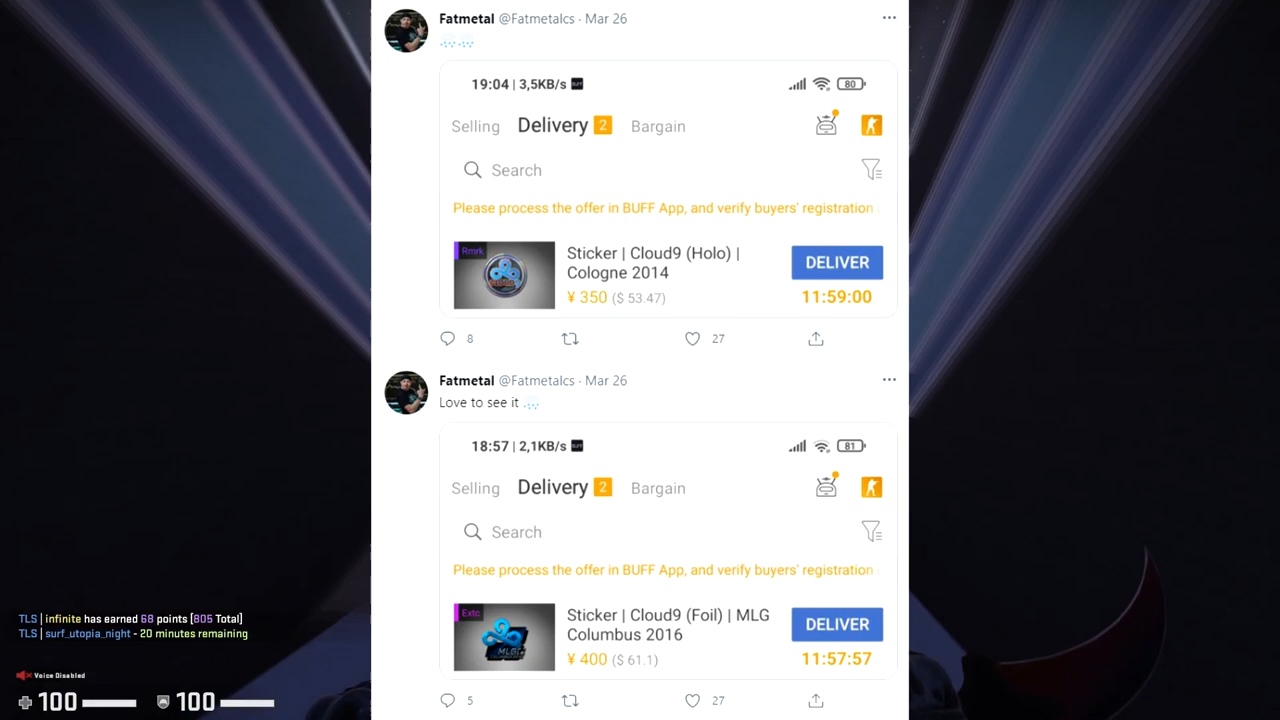 Fatmetal @Fatmetalcs · Mar 26
19:04 | 3,5KB/s BUFF
80
Selling Delivery 2 Bargain
Search
Please process the offer in BUFF App, and verify buyers' registration
Rmrk
Sticker | Cloud9 (Holo) |
Cologne 2014
¥ 350 ($ 53.47)
DELIVER
11:59:00
8
27
Fatmetal @Fatmetalcs · Mar 26
Love to see it
18:57 | 2,1KB/s BUFF
81
Selling Delivery 2 Bargain
Search
Please process the offer in BUFF App, and verify buyers' registration
Extc
MLG
Sticker | Cloud9 (Foil) | MLG
Columbus 2016
¥ 400 ($ 61.1)
DELIVER
11:57:57
5
27
TLS | infinite has earned 68 points [805 Total]
TLS | surf_utopia_night - 20 minutes remaining
Voice Disabled
100
100